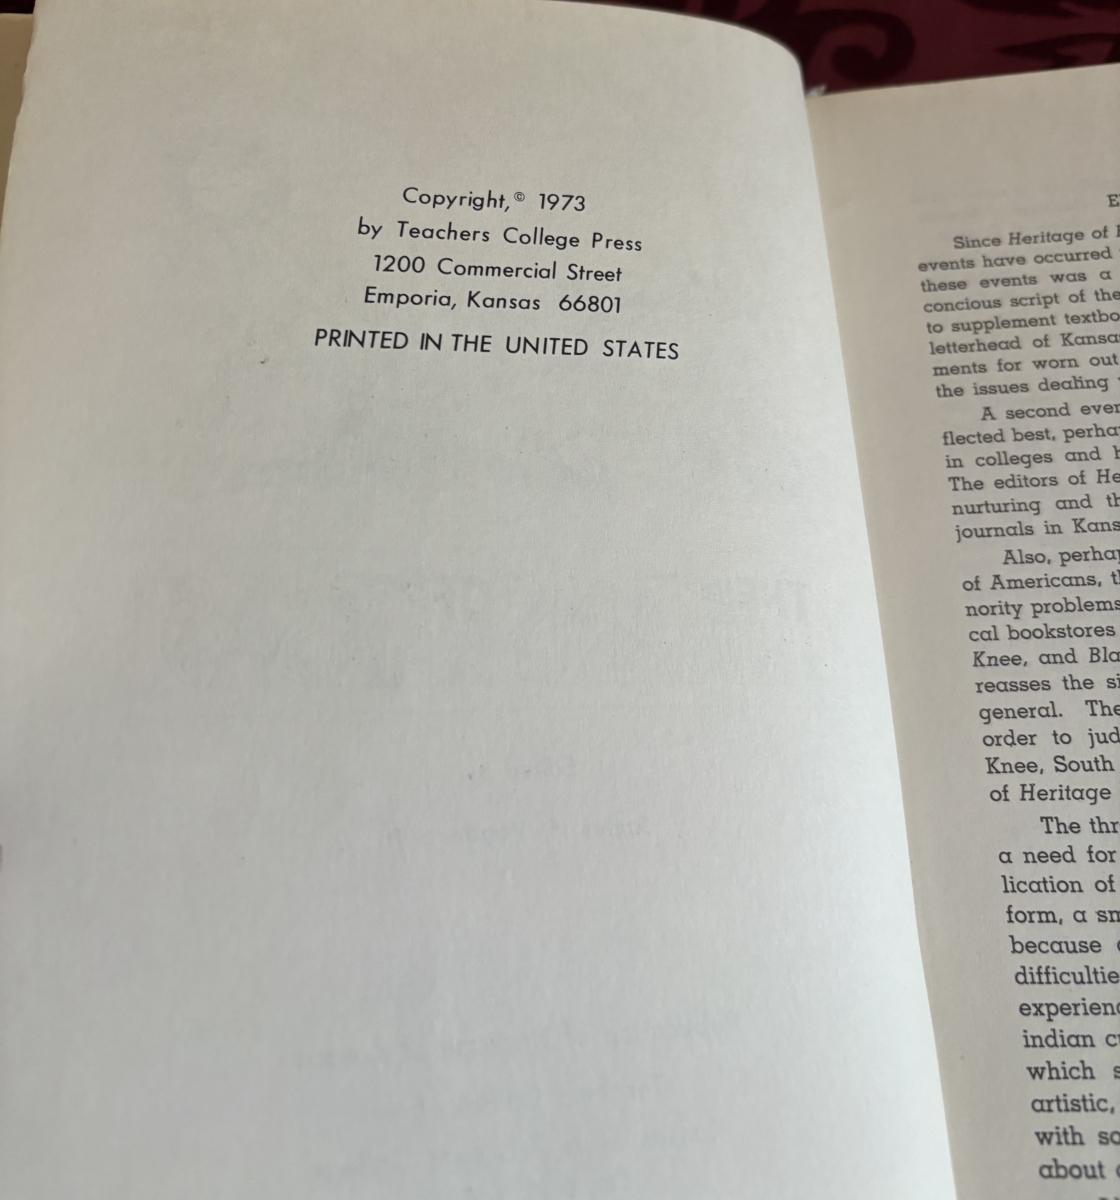 Copyright,© 1973
by Teachers College Press
1200 Commercial Street
Emporia, Kansas 66801
PRINTED IN THE UNITED STATES
Since Heritage of
events have occurred
these events was a
concious script of the
to supplement textbo
letterhead of Kansa
ments for worn out
the issues dealing
A second ever
flected best, perha
in colleges and
The editors of He
nurturing and th
journals in Kans
Also, perhap
of Americans, t
nority problems
cal bookstores
Knee, and Bla
reasses the si
general. The
order to jud
Knee, South
of Heritage
The thr
a need for
lication of
form, a sm
because
difficultie
experienc
indian c
which s
artistic,
with so
about